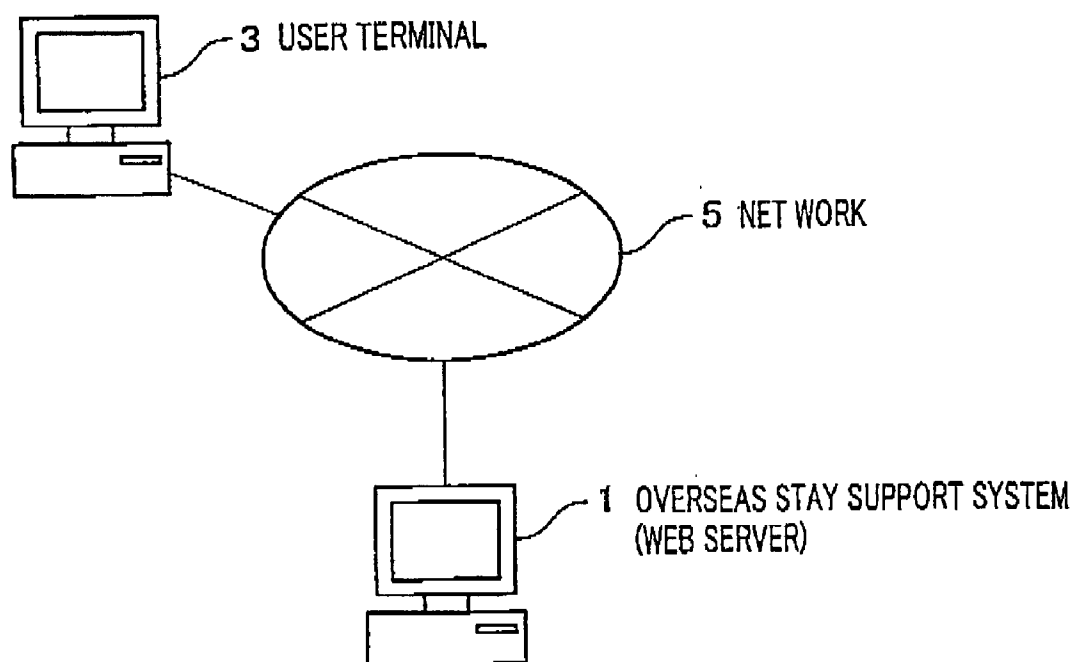 3 USER TERMINAL
5 NET WORK
1 OVERSEAS STAY SUPPORT SYSTEM
(WEB SERVER)